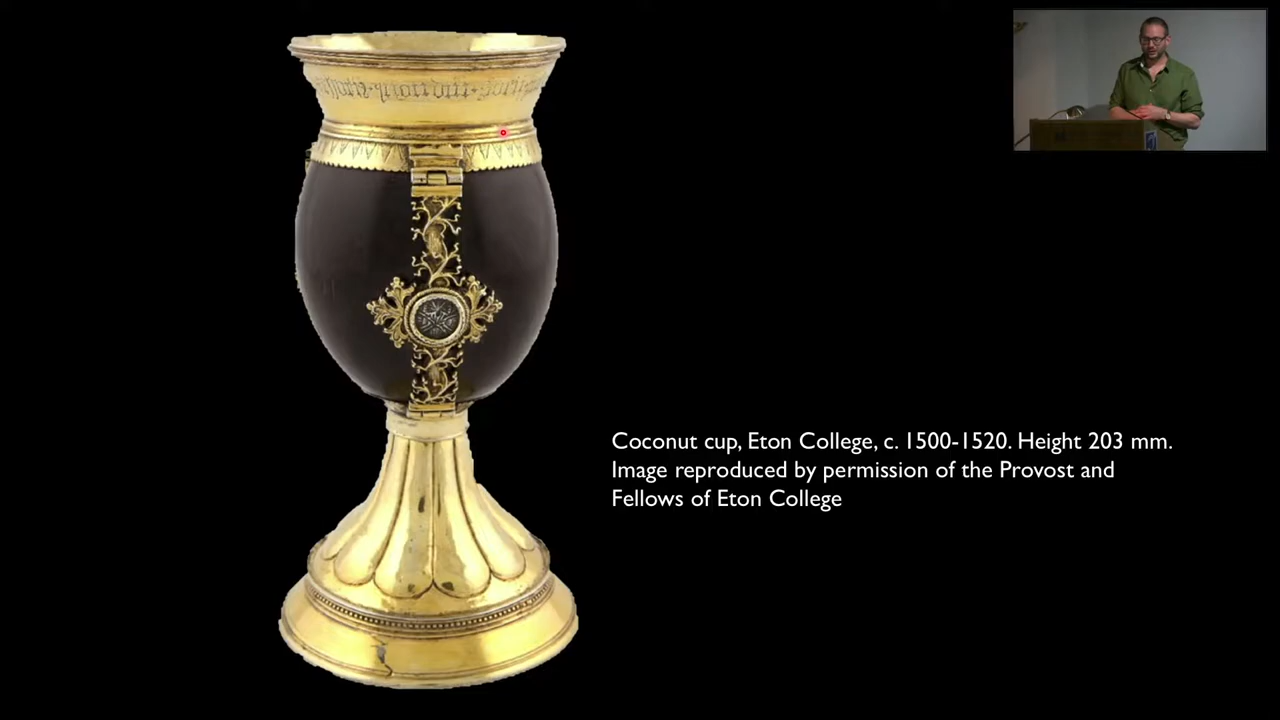 Coconut cup, Eton College, c. 1500-1520. Height 203 mm.
Image reproduced by permission of the Provost and
Fellows of Eton College